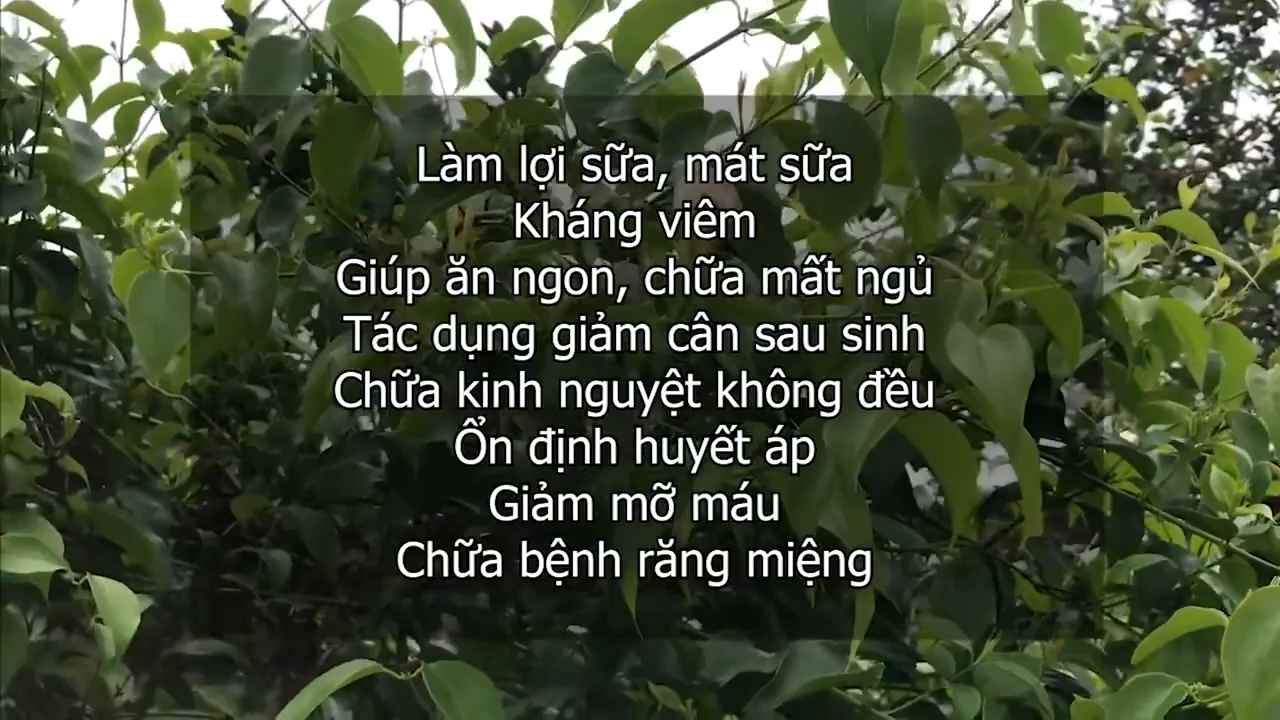 Làm lợi sữa, mát sữa
Kháng viêm
Giúp ăn ngon, chữa mất ngủ
Tác dụng giảm cân sau sinh
Chữa kinh nguyệt không đều
Ổn định huyết áp
Giảm mỡ máu
Chữa bệnh răng miệng